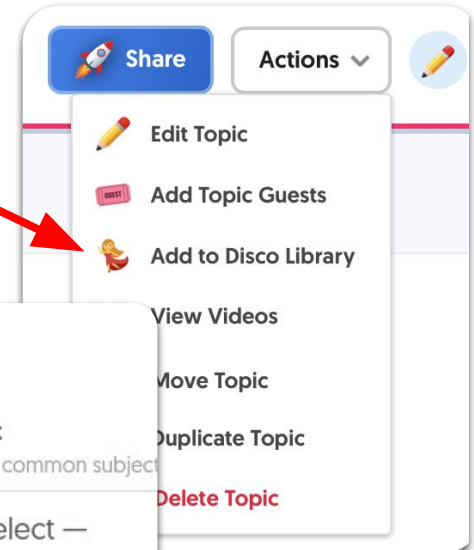 Share
Actions
Edit Topic
GUEST
Add Topic Guests
Add to Disco Library
View Videos
Move Topic
common subject
Duplicate Topic
Delete Topic
elect —